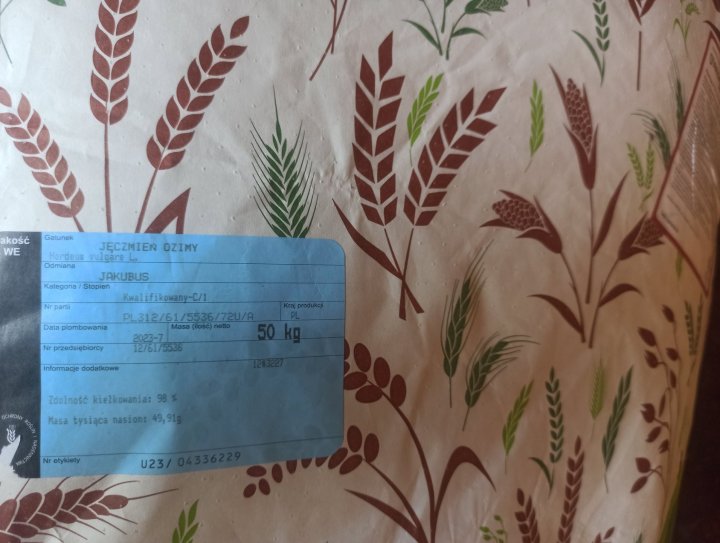 Jakość
WE
Gatunek
JĘCZMIEŃ OZIMY
Hordeum vulgare L.
Odmiana
JAKUBUS
Kategoria / Stopień
Kwalifikowany-C/1
Nr partii
PL312/61/5536/72U/A
Kraj produkcji
PL
Data plombowania
2023-7
Masa (ilość) netto
50 kg
Nr przedsiębiorcy
12/61/5536
Informacje dodatkowe
Zdolność kiełkowania: 98 %
Masa tysiąca nasion: 49,91g
Nr etykiety
U23/ 04336229